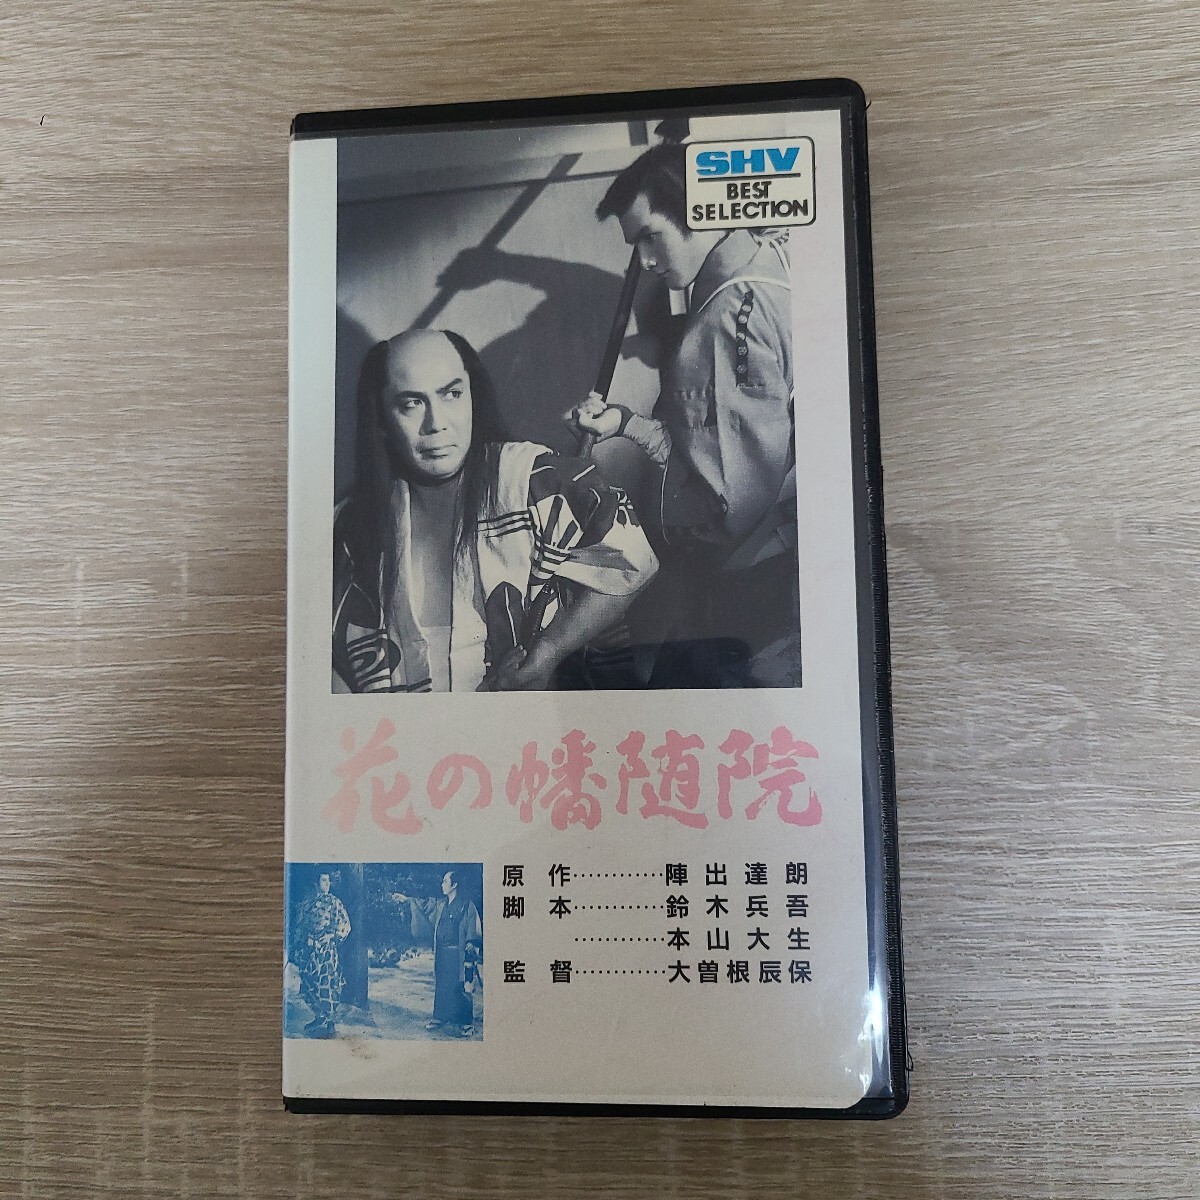 SHV
BEST
SELECTION
花の幡随院
原作…………陣出達朗
脚本…………鈴木兵吾
…………本山大生
監督…………大曽根辰保